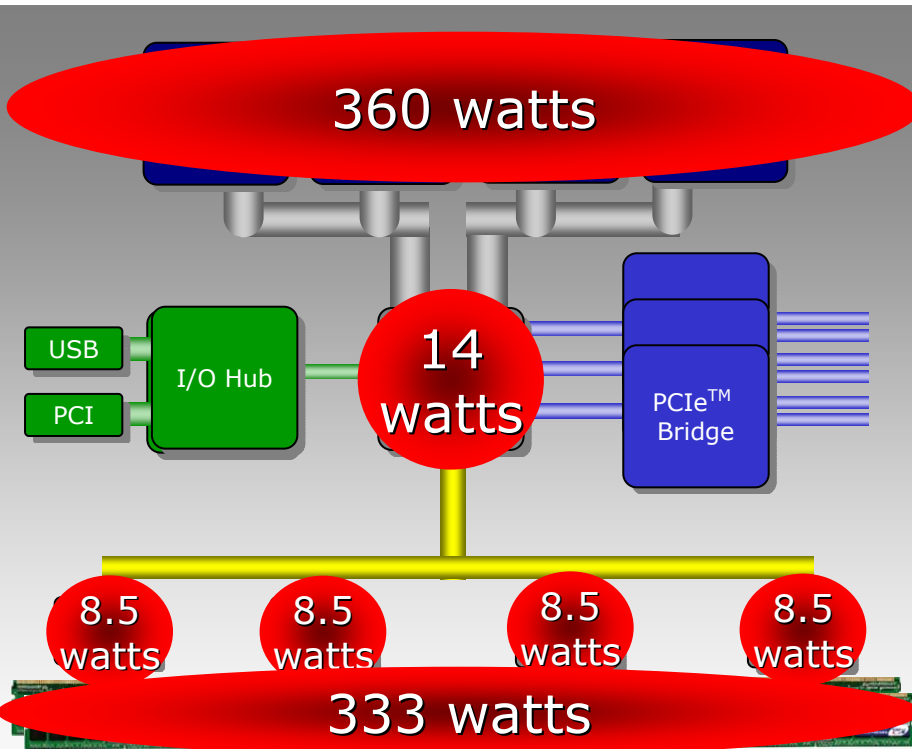 360 watts
USB
I/O Hub
PCI
14
watts
PCIe™
Bridge
8.5
watts
8.5
watts
8.5
watts
8.5
watts
333 watts